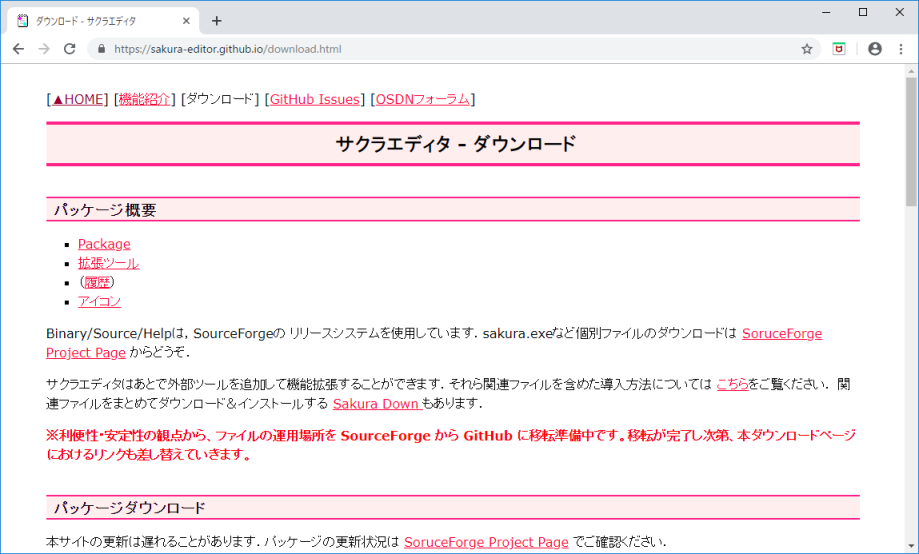 ダウンロード - サクラエディタ
https://sakura-editor.github.io/download.html
[▲HOME] [機能紹介] [ダウンロード] [GitHub Issues] [OSDNフォーラム]
サクラエディタ - ダウンロード
パッケージ概要
Package
拡張ツール
(履歴)
アイコン
Binary/Source/Helpは, SourceForgeの リリースシステムを使用しています. sakura.exeなど個別ファイルのダウンロードは SoruceForge
Project Page からどうぞ.
サクラエディタはあとで外部ツールを追加して機能拡張することができます. それら関連ファイルを含めた導入方法については こちらをご覧ください. 関
連ファイルをまとめてダウンロード&インストールする Sakura Down もあります.
※利便性・安定性の観点から、ファイルの運用場所を SourceForge から GitHub に移転準備中です。移転が完了し次第、本ダウンロードページ
におけるリンクも差し替えていきます。
パッケージダウンロード
本サイトの更新は遅れることがあります. パッケージの更新状況は SoruceForge Project Page でご確認ください.